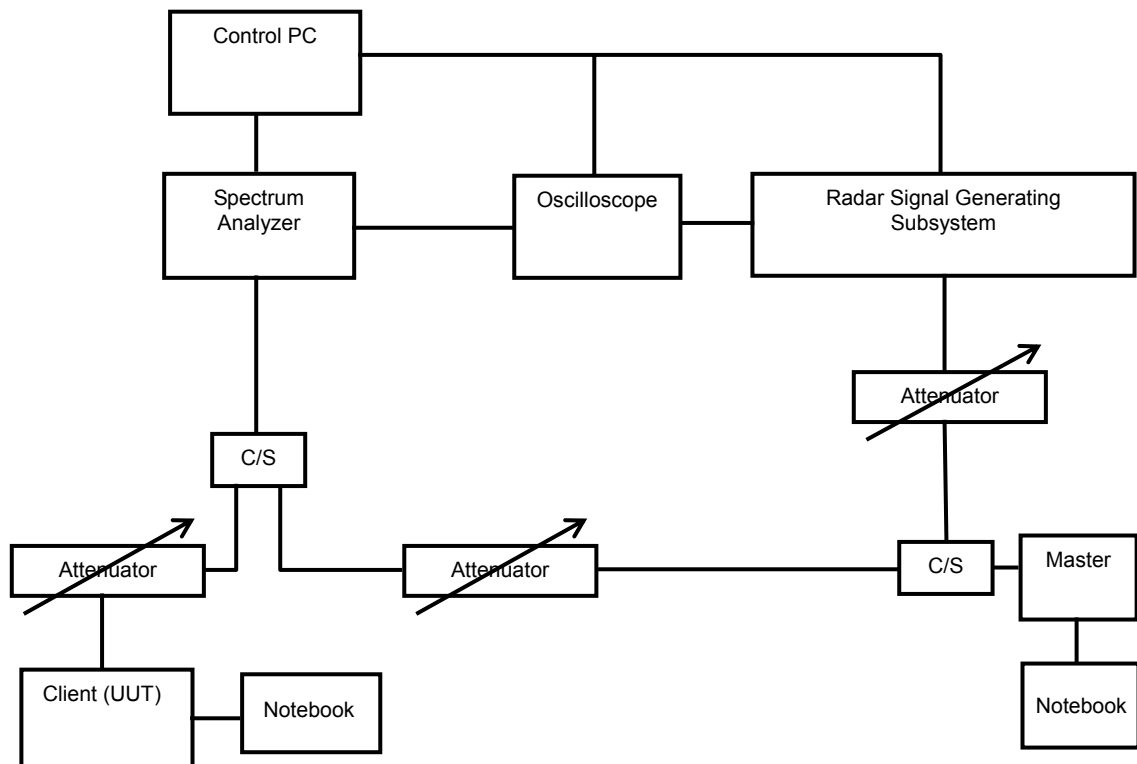 Control PC
Spectrum
Analyzer
Oscilloscope
Radar Signal Generating
Subsystem
Attenuator
C/S
Attenuator
Attenuator
C/S
Master
Client (UUT)
Notebook
Notebook